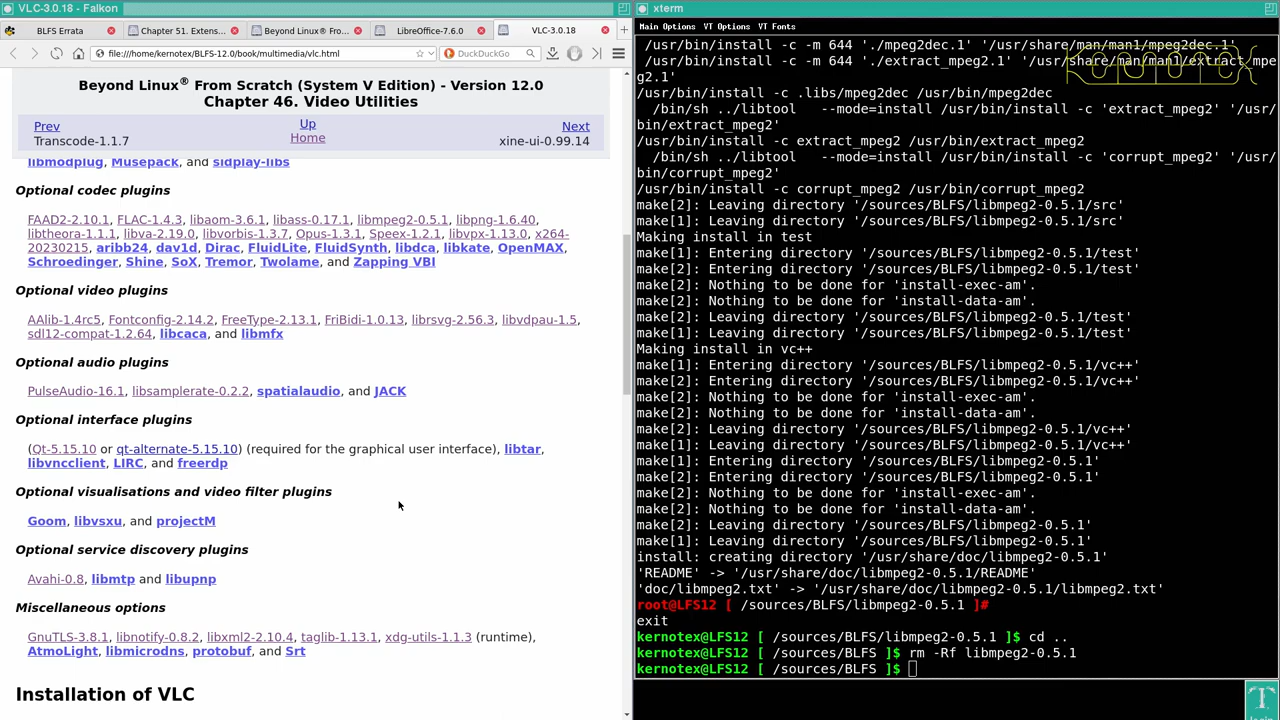 VLC-3.0.18 - Falkon
BLFS Errata
Chapter 51. Extens...
Beyond Linux® Fro...
LibreOffice-7.6.0
VLC-3.0.18
file:///home/kernotex/BLFS-12.0/book/multimedia/vlc.html
DuckDuckGo
Beyond Linux® From Scratch (System V Edition) - Version 12.0
Chapter 46. Video Utilities
Prev
Up
Next
Transcode-1.1.7
Home
xine-ui-0.99.14
libmodplug, Musepack, and sidplay-libs
Optional codec plugins
FAAD2-2.10.1, FLAC-1.4.3, libaom-3.6.1, libass-0.17.1, libmpeg2-0.5.1, libpng-1.6.40,
libtheora-1.1.1, libva-2.19.0, libvorbis-1.3.7, Opus-1.3.1, Speex-1.2.1, libvpx-1.13.0, x264-
20230215, aribb24, dav1d, Dirac, FluidLite, FluidSynth, libdca, libkate, OpenMAX,
Schroedinger, Shine, SoX, Tremor, Twolame, and Zapping VBI
Optional video plugins
AAlib-1.4rc5, Fontconfig-2.14.2, FreeType-2.13.1, FriBidi-1.0.13, librsvg-2.56.3, libvdpau-1.5,
sdl12-compat-1.2.64, libcaca, and libmfx
Optional audio plugins
PulseAudio-16.1, libsamplerate-0.2.2, spatialaudio, and JACK
Optional interface plugins
(Qt-5.15.10 or qt-alternate-5.15.10) (required for the graphical user interface), libtar,
libvncclient, LIRC, and freerdp
Optional visualisations and video filter plugins
Goom, libvsxu, and projectM
Optional service discovery plugins
Avahi-0.8, libmtp and libupnp
Miscellaneous options
GnuTLS-3.8.1, libnotify-0.8.2, libxml2-2.10.4, taglib-1.13.1, xdg-utils-1.1.3 (runtime),
AtmoLight, libmicrodns, protobuf, and Srt
Installation of VLC
xterm
Main Options VT Options VT Fonts
/usr/bin/install -c -m 644 './mpeg2dec.1' '/usr/share/man/man1/mpeg2dec.1'
/usr/bin/install -c -m 644 './extract_mpeg2.1' '/usr/share/man/man1/extract_mpe
g2.1'
/usr/bin/install -c .libs/mpeg2dec /usr/bin/mpeg2dec
/bin/sh ../libtool   --mode=install /usr/bin/install -c 'extract_mpeg2' '/usr/
bin/extract_mpeg2'
/usr/bin/install -c extract_mpeg2 /usr/bin/extract_mpeg2
/bin/sh ../libtool   --mode=install /usr/bin/install -c 'corrupt_mpeg2' '/usr/
bin/corrupt_mpeg2'
/usr/bin/install -c corrupt_mpeg2 /usr/bin/corrupt_mpeg2
make[2]: Leaving directory '/sources/BLFS/libmpeg2-0.5.1/src'
make[1]: Leaving directory '/sources/BLFS/libmpeg2-0.5.1/src'
Making install in test
make[1]: Entering directory '/sources/BLFS/libmpeg2-0.5.1/test'
make[2]: Entering directory '/sources/BLFS/libmpeg2-0.5.1/test'
make[2]: Nothing to be done for 'install-exec-am'.
make[2]: Nothing to be done for 'install-data-am'.
make[2]: Leaving directory '/sources/BLFS/libmpeg2-0.5.1/test'
make[1]: Leaving directory '/sources/BLFS/libmpeg2-0.5.1/test'
Making install in vc++
make[1]: Entering directory '/sources/BLFS/libmpeg2-0.5.1/vc++'
make[2]: Entering directory '/sources/BLFS/libmpeg2-0.5.1/vc++'
make[2]: Nothing to be done for 'install-exec-am'.
make[2]: Nothing to be done for 'install-data-am'.
make[2]: Leaving directory '/sources/BLFS/libmpeg2-0.5.1/vc++'
make[1]: Leaving directory '/sources/BLFS/libmpeg2-0.5.1/vc++'
make[1]: Entering directory '/sources/BLFS/libmpeg2-0.5.1'
make[2]: Entering directory '/sources/BLFS/libmpeg2-0.5.1'
make[2]: Nothing to be done for 'install-exec-am'.
make[2]: Nothing to be done for 'install-data-am'.
make[2]: Leaving directory '/sources/BLFS/libmpeg2-0.5.1'
make[1]: Leaving directory '/sources/BLFS/libmpeg2-0.5.1'
install: creating directory '/usr/share/doc/libmpeg2-0.5.1'
'README' -> '/usr/share/doc/libmpeg2-0.5.1/README'
'doc/libmpeg2.txt' -> '/usr/share/doc/libmpeg2-0.5.1/libmpeg2.txt'
root@LFS12 [ /sources/BLFS/libmpeg2-0.5.1 ]#
exit
kernotex@LFS12 [ /sources/BLFS/libmpeg2-0.5.1 ]$ cd ..
kernotex@LFS12 [ /sources/BLFS ]$ rm -Rf libmpeg2-0.5.1
kernotex@LFS12 [ /sources/BLFS ]$